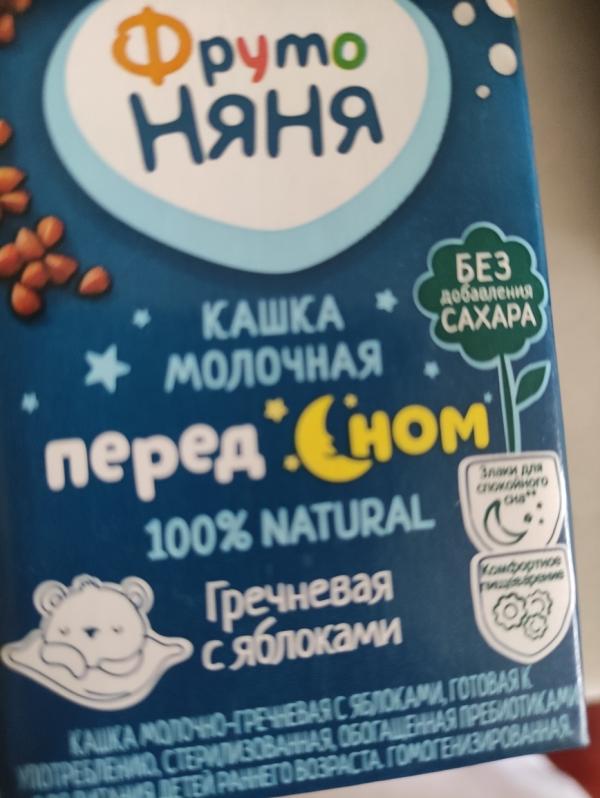 Фруто
НЯНЯ
БЕЗ
добавления
САХАРА
КАШКА
МОЛОЧНАЯ
перед Сном
100% NATURAL
Злаки для
спокойного
сна**
Комфортное
пищеварение
Гречневая
с яблоками
КАШКА МОЛОЧНО-ГРЕЧНЕВАЯ С ЯБЛОКАМИ, ГОТОВАЯ К
УПОТРЕБЛЕНИЮ, СТЕРИЛИЗОВАННАЯ, ОБОГАЩЕННАЯ ПРЕБИОТИКАМИ
ПИТАНИЯ ДЕТЕЙ РАННЕГО ВОЗРАСТА. ГОМОГЕНИЗИРОВАННАЯ.